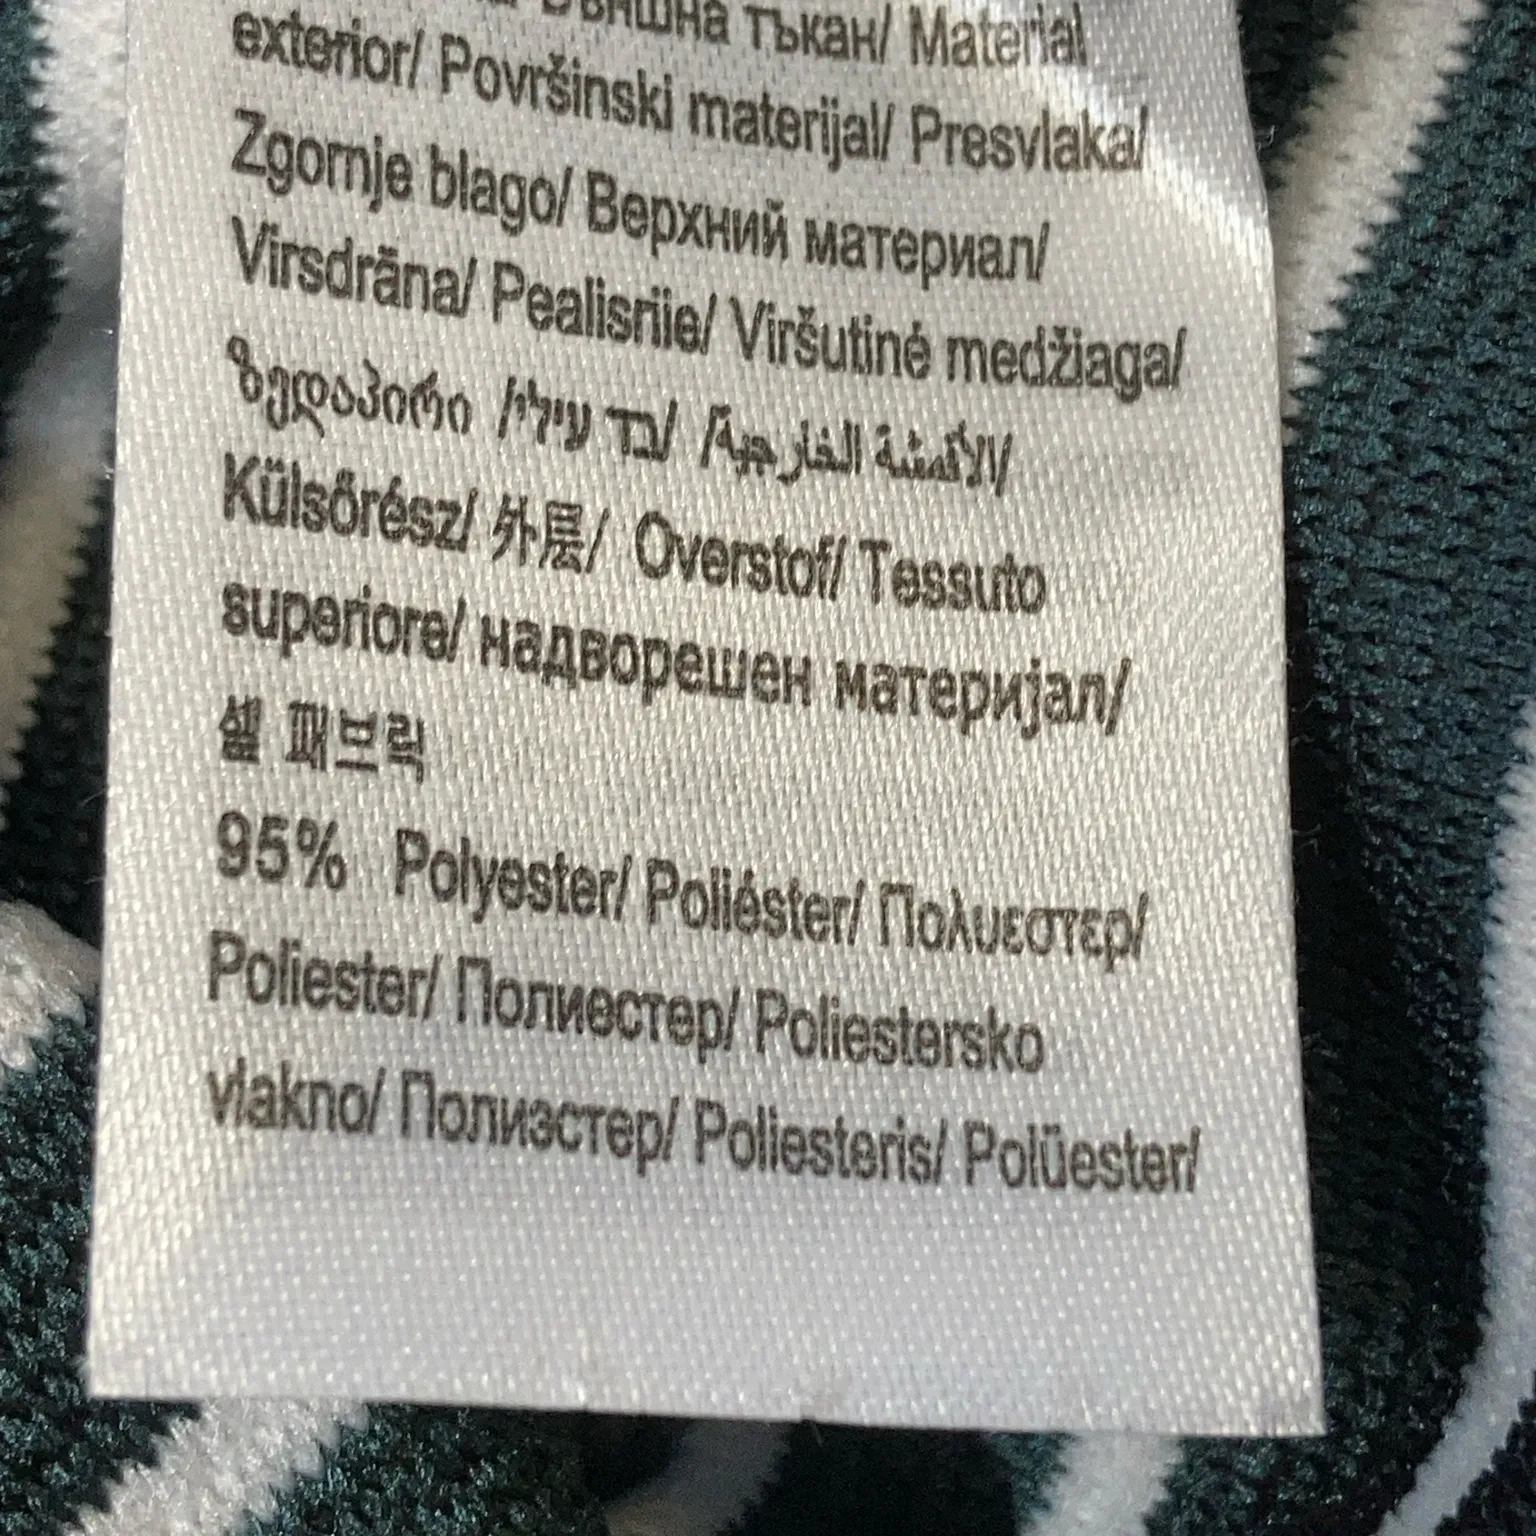 Външна тъкан/ Material
exterior/ Površinski materijal/ Presvlaka/
Zgornje blago/ Верхний материал/
Virsdrāna/ Pealisriie/ Viršutinė medžiaga/
ზედაპირი /בד עילי/ /الأقمشة الخارجية/
Külsőrész/ 外层/ Overstof/ Tessuto
superiore/ надворешен материјал/
셸 패브릭
95% Polyester/ Poliéster/ Πολυεστερ/
Poliester/ Полиестер/ Poliestersko
vlakno/ Полиэстер/ Poliesteris/ Polüester/